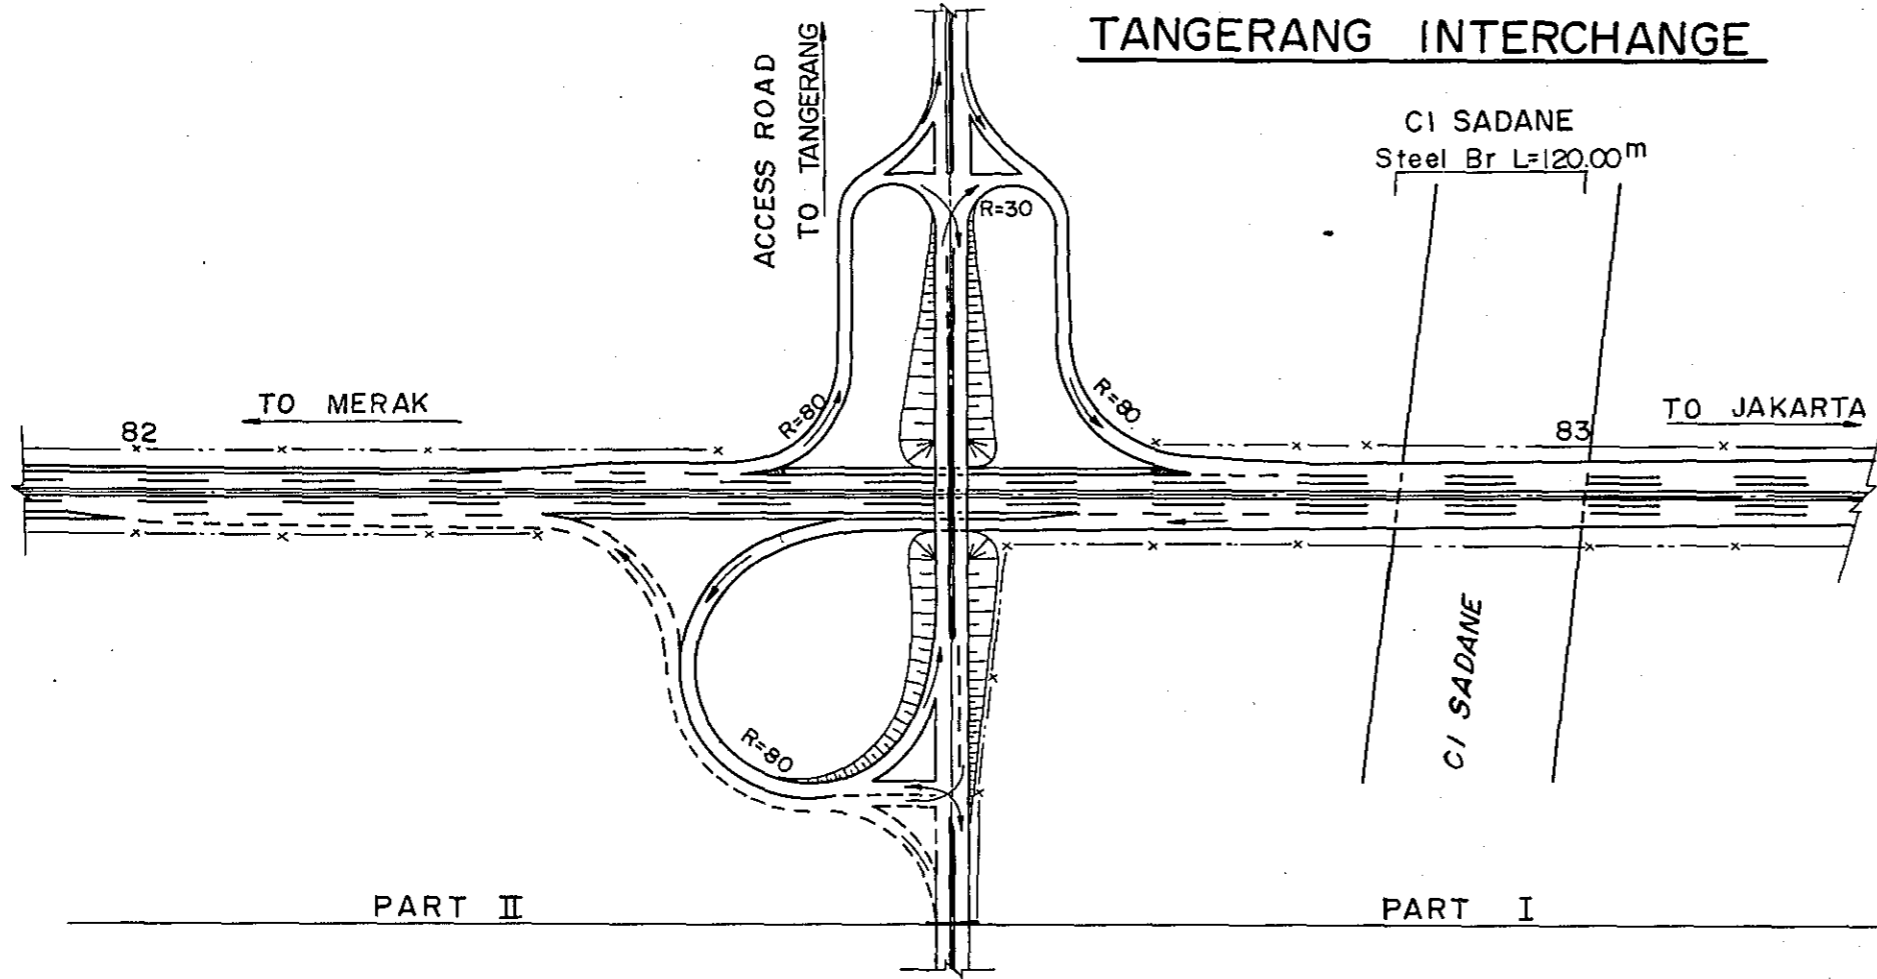 TANGERANG INTERCHANGE
ACCESS ROAD
TO TANGERANG
CI SADANE
Steel Br L=120.00m
R=30
TO MERAK
82
R=80
R=80
83
TO JAKARTA
R=80
CI SADANE
PART II
PART I